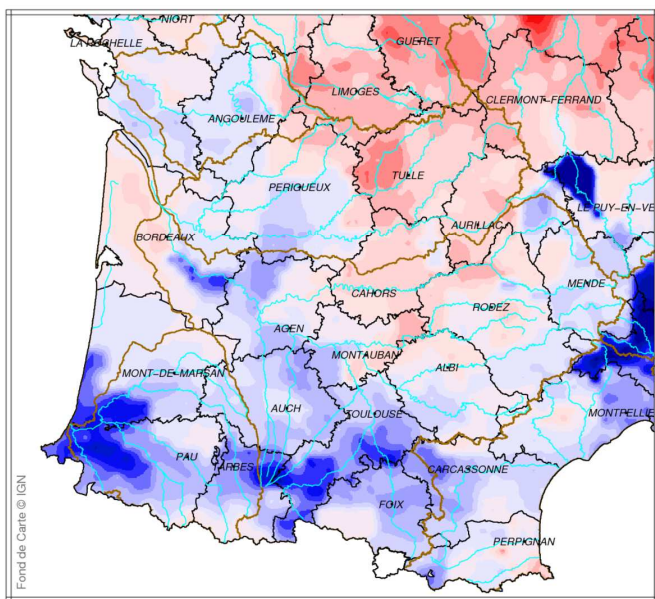 NIORT
LA ROCHELLE
GUERET
LIMOGES
CLERMONT-FERRAND
ANGOULEME
TULLE
PERIGUEUX
LE PUY-EN-VE
AURILLAC
BORDEAUX
MENDE
CAHORS
RODEZ
AGEN
MONTAUBAN
ALBI
MONT-DE-MARSAN
AUCH
TOULOUSE
MONTPELLIE
PAU
ARBES
CARCASSONNE
FOIX
PERPIGNAN
Fond de Carte © IGN